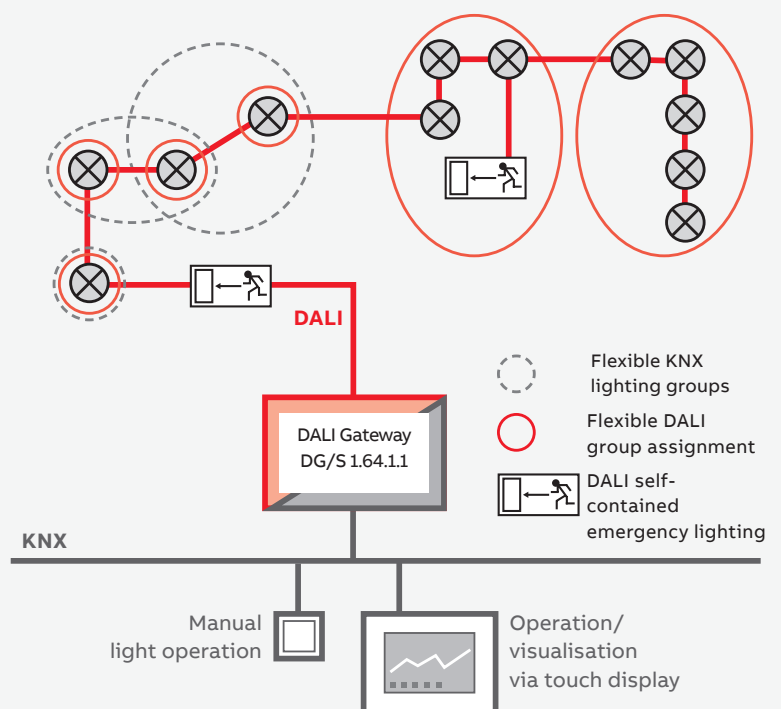 DALI
DALI Gateway
DG/S 1.64.1.1
Flexible KNX
lighting groups
Flexible DALI
group assignment
DALI self-
contained
emergency lighting
KNX
Manual
light operation
Operation/
visualisation
via touch display